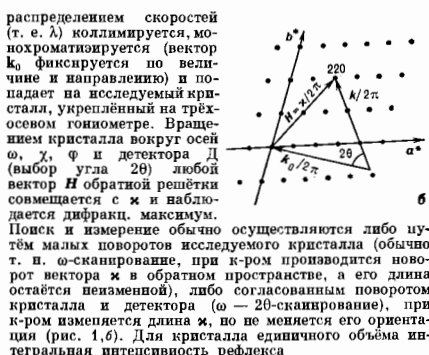 распределением скоростей
(т. е. λ) коллимируется, мо-
нохроматизируется (вектор
k₀ фиксируется по вели-
чине и направлению) и по-
падает на исследуемый кри-
сталл, укреплённый на трёх-
осевом гониометре. Враще-
нием кристалла вокруг осей
ω, χ, φ и детектора Д
(выбор угла 2θ) любой
вектор H обратной решётки
совмещается с ϰ и наблю-
дается дифракц. максимум.
b*
220
H=ϰ/2π
k/2π
2θ
k₀/2π
a*
б
Поиск и измерение обычно осуществляются либо пу-
тём малых поворотов исследуемого кристалла (обычно
т. н. ω-сканирование, при к-ром производится пово-
рот вектора ϰ в обратном пространстве, а его длина
остаётся неизменной), либо согласованным поворотом
кристалла и детектора (ω — 2θ-сканирование), при
к-ром изменяется длина ϰ, но не меняется его ориента-
ция (рис. 1,б). Для кристалла единичного объёма ин-
тегральная интенсивность рефлекса